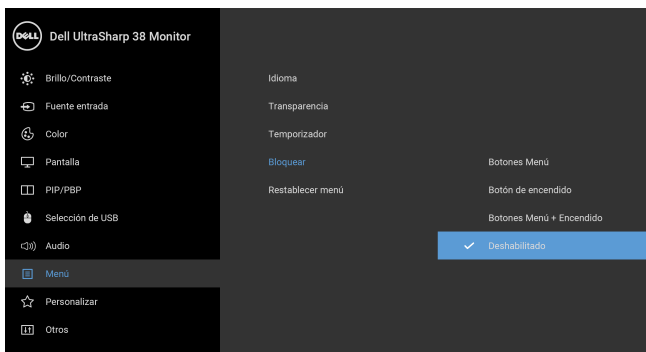 DELL Dell UltraSharp 38 Monitor
Brillo/Contraste
Fuente entrada
Color
Pantalla
PIP/PBP
Selección de USB
Audio
Menú
Personalizar
Otros
Idioma
Transparencia
Temporizador
Bloquear
Restablecer menú
Botones Menú
Botón de encendido
Botones Menú + Encendido
Deshabilitado